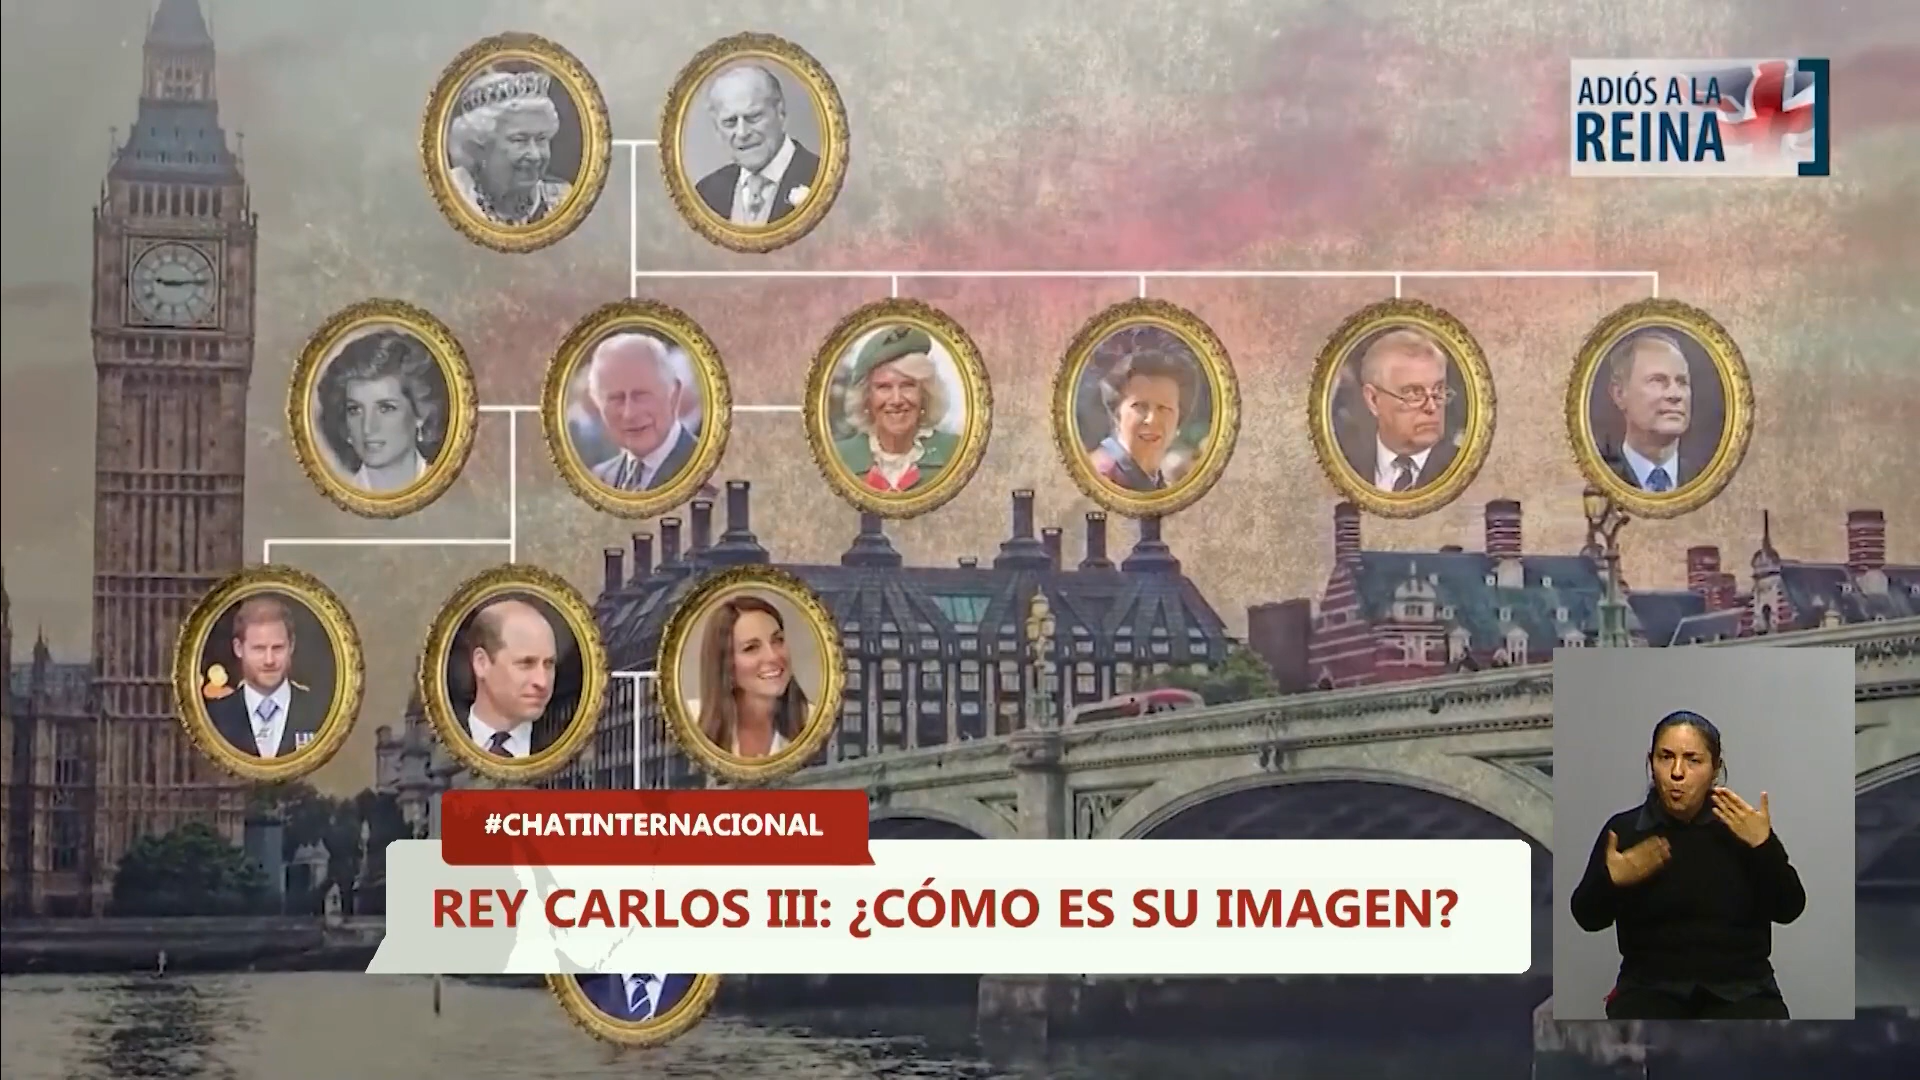 ADIÓS A LA
REINA
#CHATINTERNACIONAL
REY CARLOS III: ¿CÓMO ES SU IMAGEN?